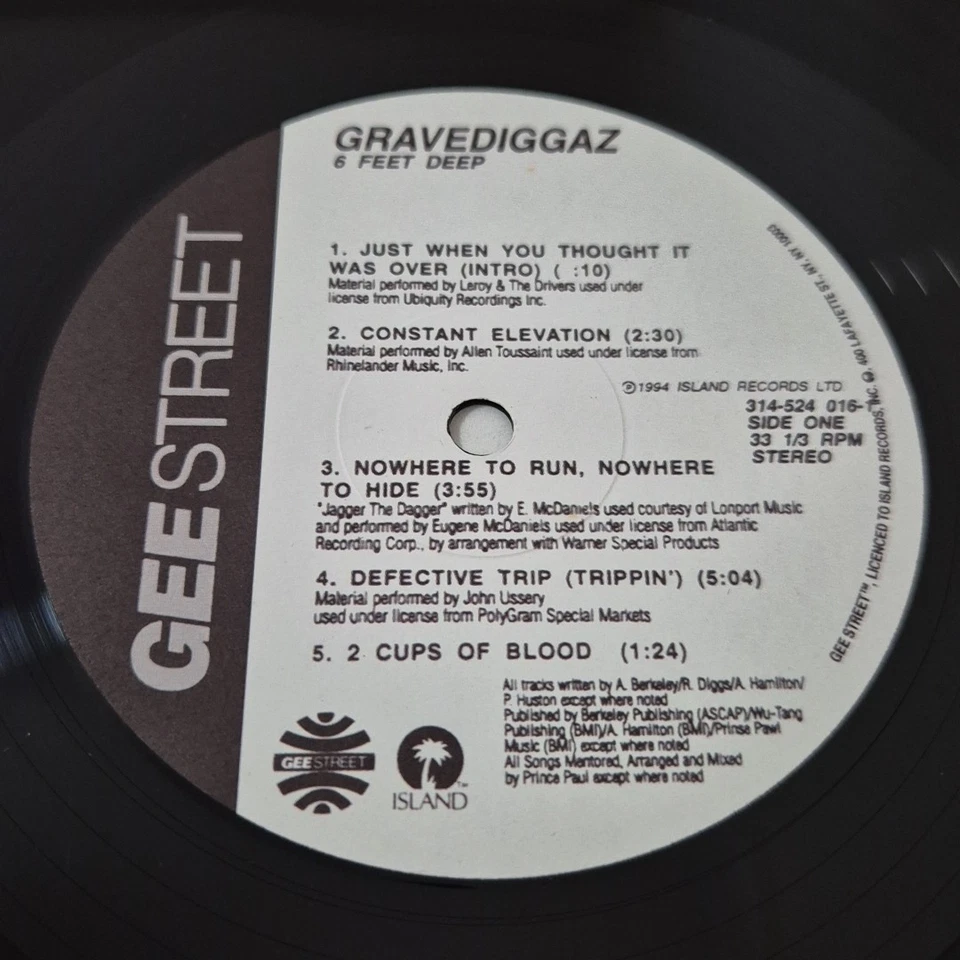 GRAVEDIGGAZ
6 FEET DEEP
1. JUST WHEN YOU THOUGHT IT
WAS OVER (INTRO) ( :10)
Material performed by Leroy & The Drivers used under
license from Ubiquity Recordings Inc.
2. CONSTANT ELEVATION (2:30)
Material performed by Allen Toussaint used under license from
Rhinelander Music, Inc.
℗1994 ISLAND RECORDS LTD
314-524 016-1
SIDE ONE
33 1/3 RPM
STEREO
3. NOWHERE TO RUN, NOWHERE
TO HIDE (3:55)
"Jagger The Dagger" written by E. McDaniels used courtesy of Lonport Music
and performed by Eugene McDaniels used under license from Atlantic
Recording Corp., by arrangement with Warner Special Products
4. DEFECTIVE TRIP (TRIPPIN') (5:04)
Material performed by John Ussery
used under license from PolyGram Special Markets
5. 2 CUPS OF BLOOD (1:24)
All tracks written by A. Berkeley/R. Diggs/A. Hamilton/
P. Huston except where noted
Published by Berkeley Publishing (ASCAP)/Wu-Tang
Publishing (BMI)/A. Hamilton (BMI)/Prinse Pawl
Music (BMI) except where noted
All Songs Mentored, Arranged and Mixed
by Prince Paul except where noted
GEE STREET
GEE STREET
ISLAND™
GEE STREET™, LICENCED TO ISLAND RECORDS, INC. 400 LAFAYETTE ST, NY, NY 10003